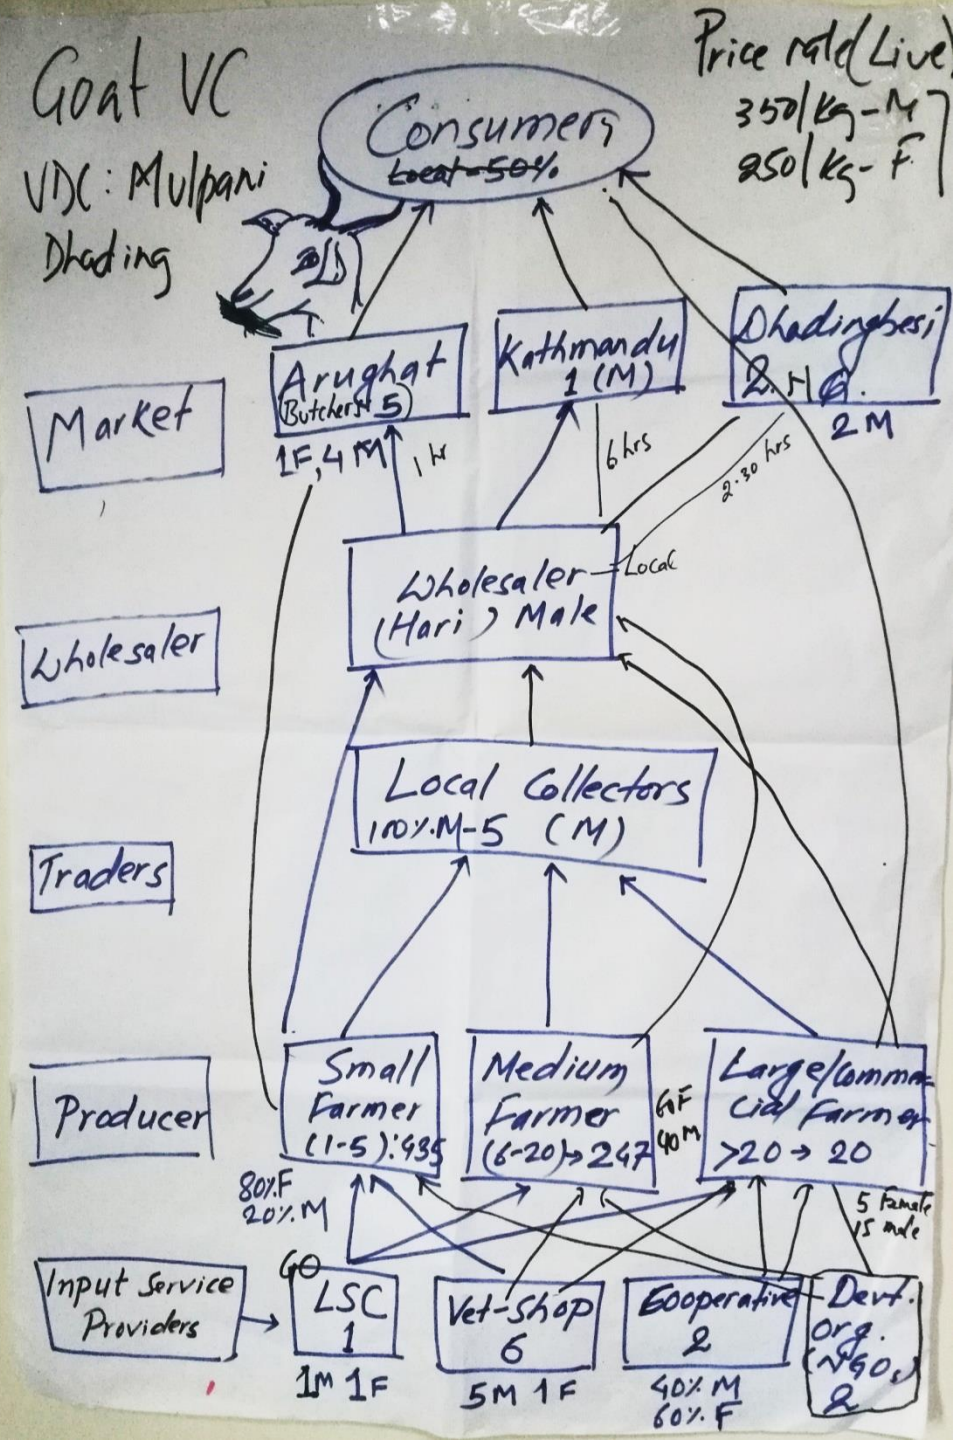 Goat VC
VDC: Mulpani
Dhading
Price rate (Live)
350/kg-M
250/kg-F
Consumers
Local-50%
Market
Arughat
(Butchers 5)
1F, 4M
1 hr
Kathmandu
1 (M)
6 hrs
Dhadingbesi
2 M
2.30 hrs
Wholesaler
Wholesaler
(Hari) Male
Local
Traders
Local Collectors
100% M-5 (M)
Producer
Small
Farmer
(1-5):435
80% F
20% M
Medium
Farmer
(6-20)→247
40M
Large/comme-
cial Farmer
>20→20
5 Female
15 male
Input Service
Providers
GO
LSC
1
1M 1F
Vet-Shop
6
5M 1F
Cooperative
2
40% M
60% F
Devt.
org.
(NGOs)
2